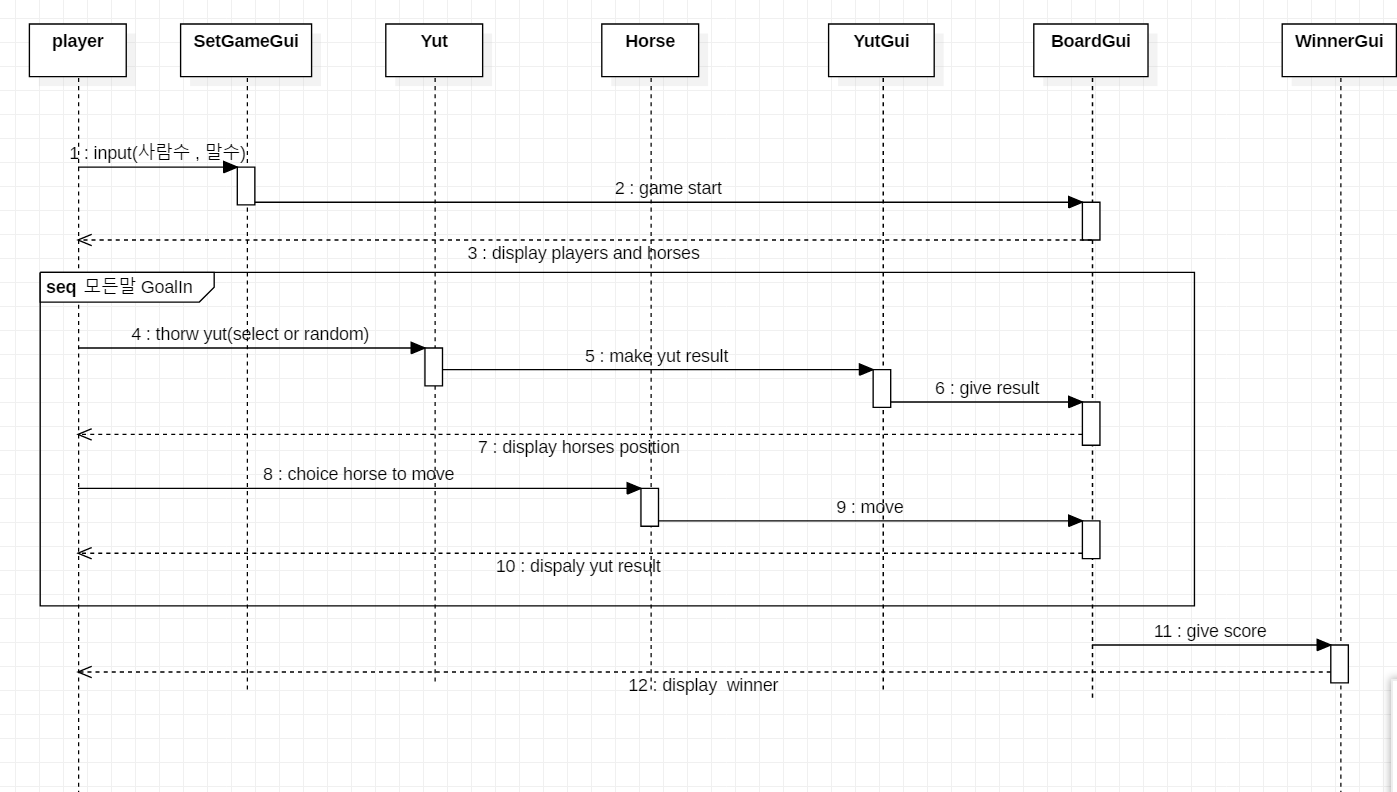 player
SetGameGui
Yut
Horse
YutGui
BoardGui
WinnerGui
1 : input(사람수 , 말수)
2 : game start
3 : display players and horses
seq 모든말 GoalIn
4 : thorw yut(select or random)
5 : make yut result
6 : give result
7 : display horses position
8 : choice horse to move
9 : move
10 : dispaly yut result
11 : give score
12 : display  winner